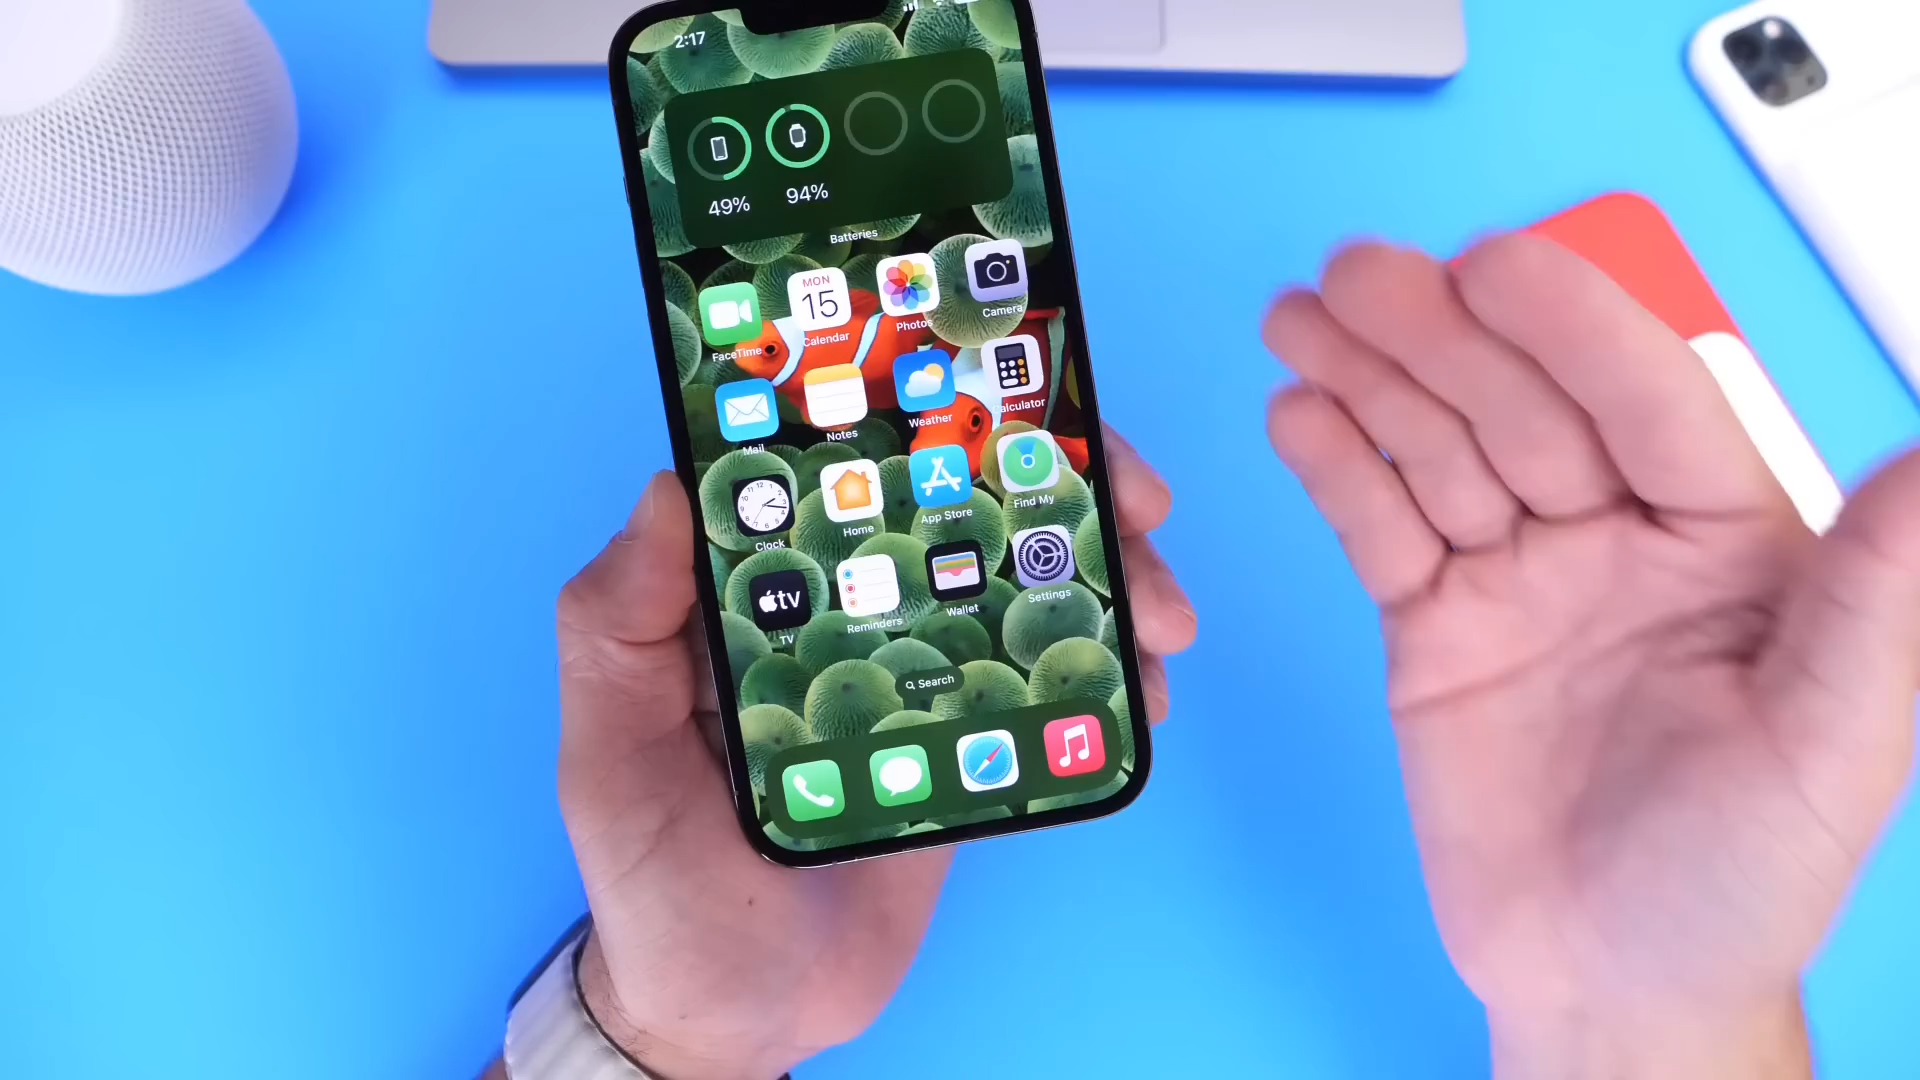 2:17
49%
94%
Batteries
MON
15
FaceTime
Calendar
Photos
Camera
Mail
Notes
Weather
Calculator
Clock
Home
App Store
Find My
tv
TV
Reminders
Wallet
Settings
Search